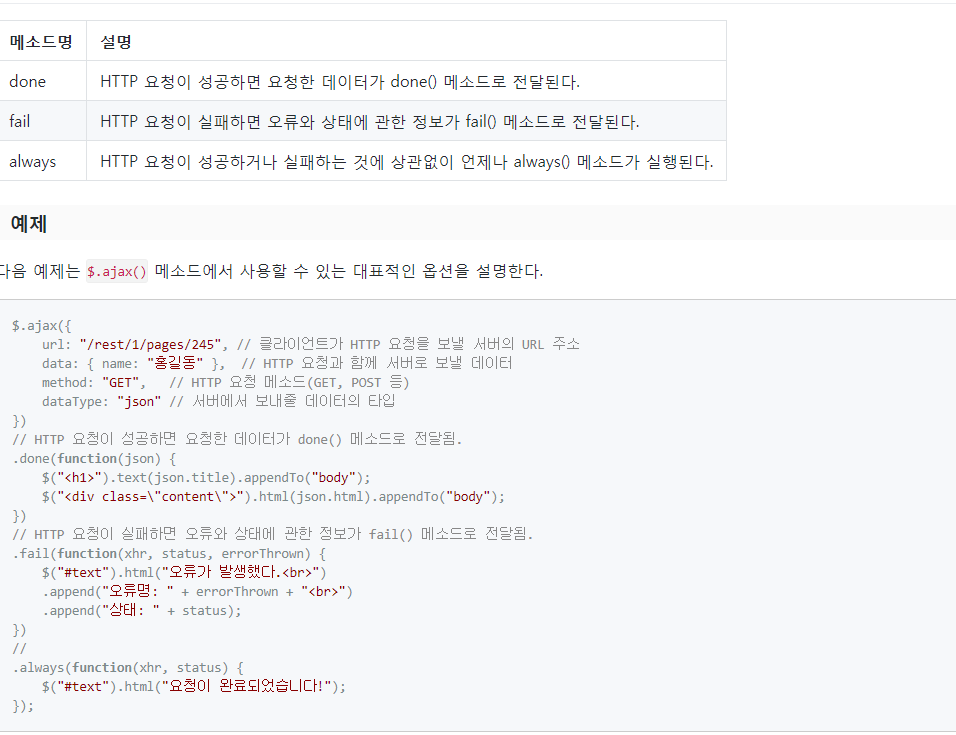 메소드명 설명
done HTTP 요청이 성공하면 요청한 데이터가 done() 메소드로 전달된다.
fail HTTP 요청이 실패하면 오류와 상태에 관한 정보가 fail() 메소드로 전달된다.
always HTTP 요청이 성공하거나 실패하는 것에 상관없이 언제나 always() 메소드가 실행된다.
예제
다음 예제는 $.ajax() 메소드에서 사용할 수 있는 대표적인 옵션을 설명한다.
$.ajax({
    url: "/rest/1/pages/245", // 클라이언트가 HTTP 요청을 보낼 서버의 URL 주소
    data: { name: "홍길동" },  // HTTP 요청과 함께 서버로 보낼 데이터
    method: "GET",   // HTTP 요청 메소드(GET, POST 등)
    dataType: "json" // 서버에서 보내줄 데이터의 타입
})
// HTTP 요청이 성공하면 요청한 데이터가 done() 메소드로 전달됨.
.done(function(json) {
    $("<h1>").text(json.title).appendTo("body");
    $("<div class=\"content\">").html(json.html).appendTo("body");
})
// HTTP 요청이 실패하면 오류와 상태에 관한 정보가 fail() 메소드로 전달됨.
.fail(function(xhr, status, errorThrown) {
    $("#text").html("오류가 발생했다.<br>")
    .append("오류명: " + errorThrown + "<br>")
    .append("상태: " + status);
})
//
.always(function(xhr, status) {
    $("#text").html("요청이 완료되었습니다!");
});